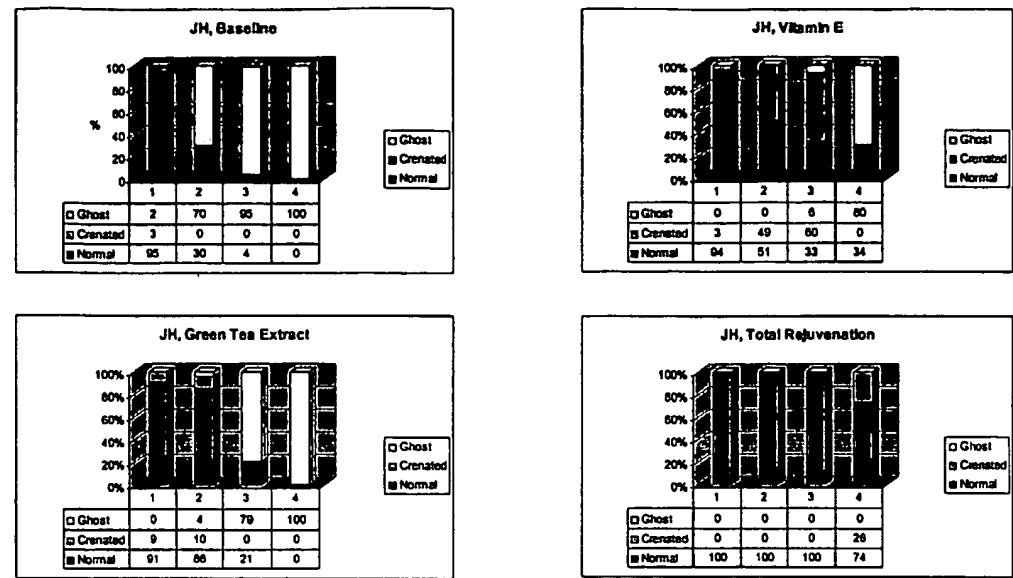 JH, Baseline
100
80
60
40
20
0
%
1 2 3 4
Ghost 2 70 95 100
Crenated 3 0 0 0
Normal 95 30 4 0
Ghost
Crenated
Normal
JH, Vitamin E
100%
80%
60%
40%
20%
0%
1 2 3 4
Ghost 0 0 6 80
Crenated 3 49 60 0
Normal 94 51 33 34
Ghost
Crenated
Normal
JH, Green Tea Extract
100%
80%
60%
40%
20%
0%
1 2 3 4
Ghost 0 4 79 100
Crenated 9 10 0 0
Normal 91 86 21 0
Ghost
Crenated
Normal
JH, Total Rejuvenation
100%
80%
60%
40%
20%
0%
1 2 3 4
Ghost 0 0 0 0
Crenated 0 0 0 26
Normal 100 100 100 74
Ghost
Crenated
Normal